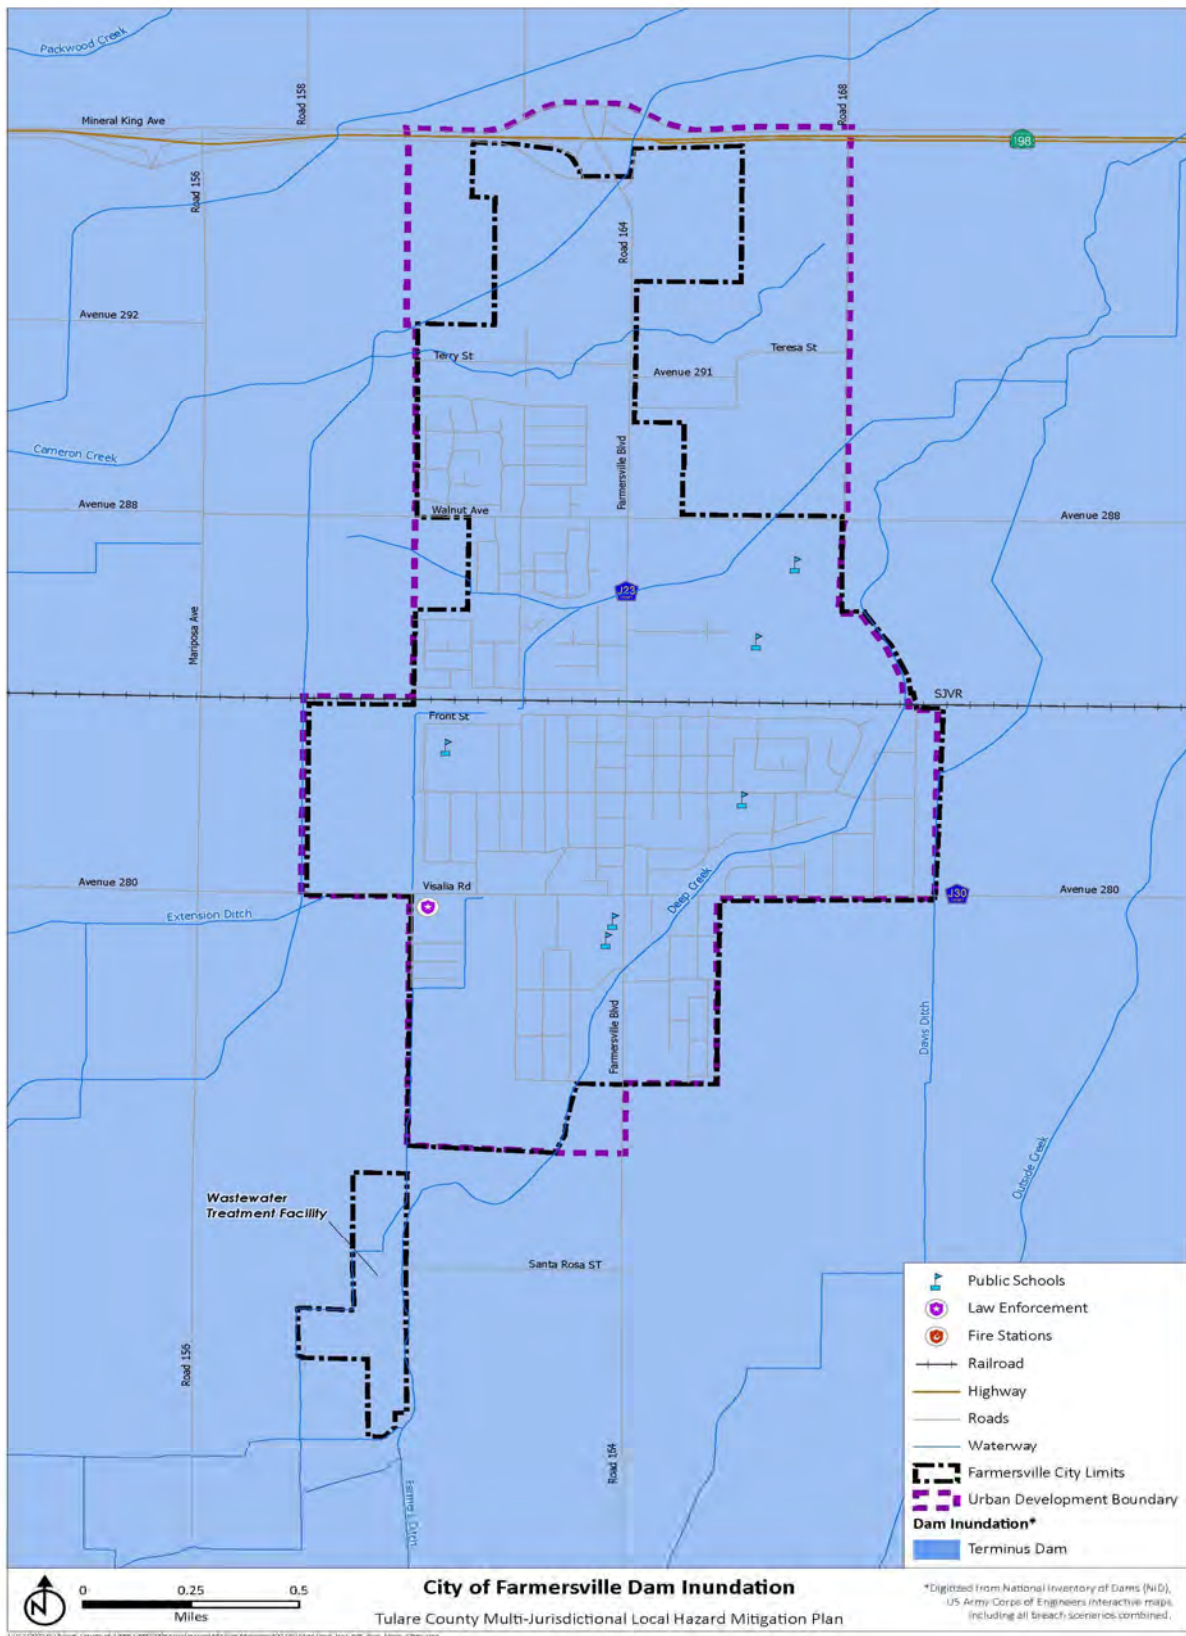 Packwood Creek
Road 158
Road 168
Mineral King Ave
198
Road 156
Road 164
Avenue 292
Terry St
Teresa St
Avenue 291
Cameron Creek
Farmersville Blvd
Avenue 288
Walnut Ave
Avenue 288
J23
Mariposa Ave
SJVR
Front St
Avenue 280
Visalia Rd
Deep Creek
J30
Avenue 280
Extension Ditch
Farmersville Blvd
Davis Ditch
Outside Creek
Wastewater
Treatment Facility
Santa Rosa ST
Road 156
Road 164
Public Schools
Law Enforcement
Fire Stations
Railroad
Highway
Roads
Waterway
Farmersville City Limits
Urban Development Boundary
Dam Inundation*
Terminus Dam
N
0 0.25 0.5
Miles
City of Farmersville Dam Inundation
Tulare County Multi-Jurisdictional Local Hazard Mitigation Plan
*Digitized from National Inventory of Dams (NID),
US Army Corps of Engineers interactive maps,
including all breach scenerios combined.